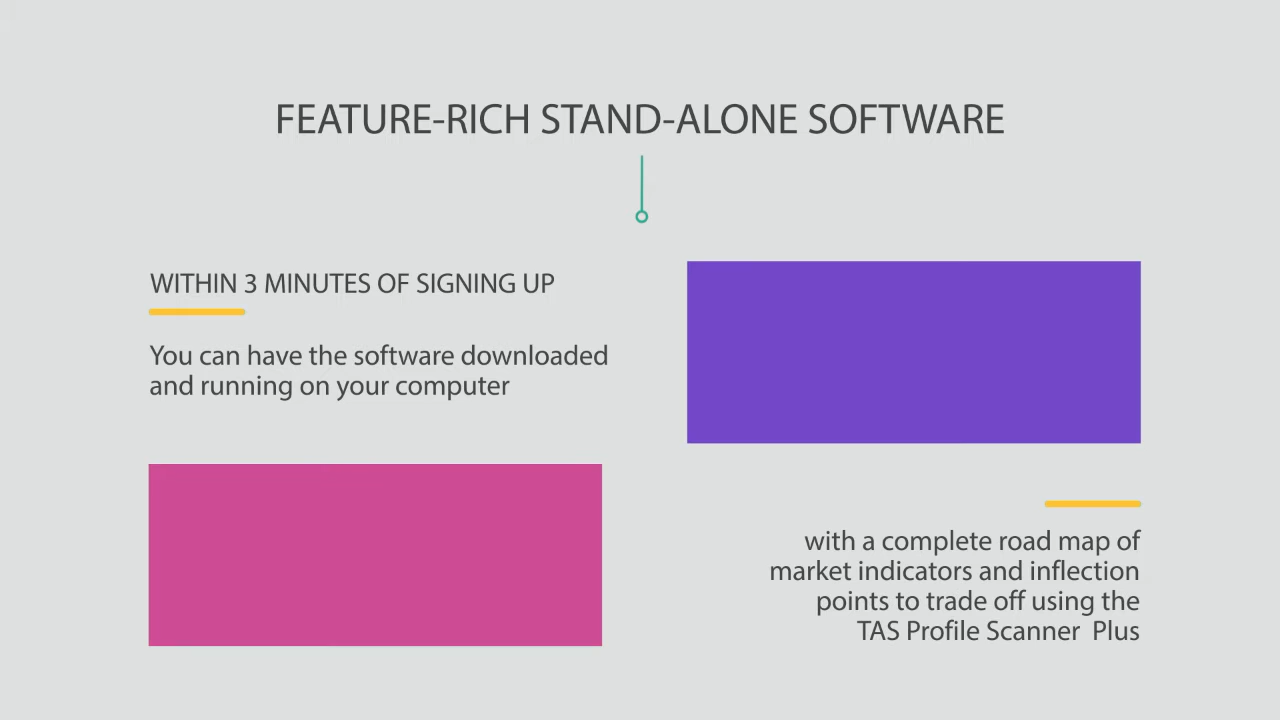 FEATURE-RICH STAND-ALONE SOFTWARE
WITHIN 3 MINUTES OF SIGNING UP
You can have the software downloaded
and running on your computer
with a complete road map of
market indicators and inflection
points to trade off using the
TAS Profile Scanner  Plus